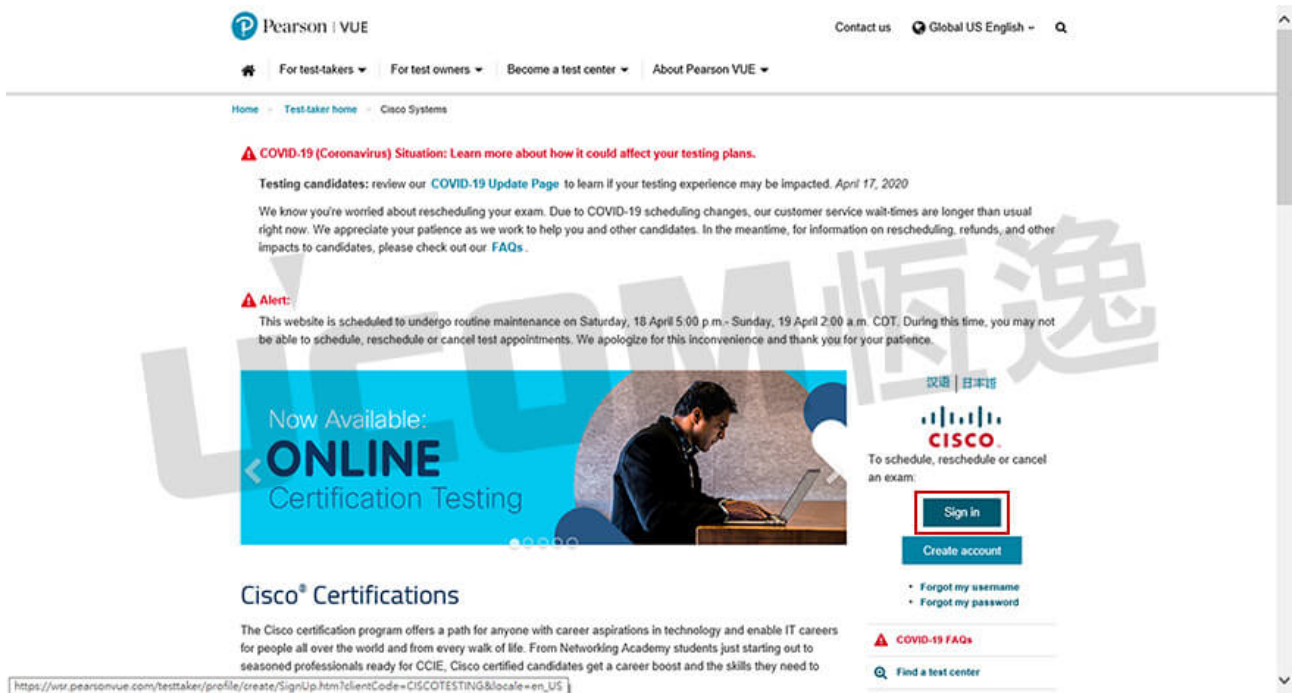 Pearson | VUE
Contact us Global US English
For test-takers For test owners Become a test center About Pearson VUE
Home Test-taker home Cisco Systems
COVID-19 (Coronavirus) Situation: Learn more about how it could affect your testing plans.
Testing candidates: review our COVID-19 Update Page to learn if your testing experience may be impacted. April 17, 2020
We know you're worried about rescheduling your exam. Due to COVID-19 scheduling changes, our customer service wait-times are longer than usual
right now. We appreciate your patience as we work to help you and other candidates. In the meantime, for information on rescheduling, refunds, and other
impacts to candidates, please check out our FAQs.
Alert:
This website is scheduled to undergo routine maintenance on Saturday, 18 April 5:00 p.m.- Sunday, 19 April 2:00 a.m. CDT. During this time, you may not
be able to schedule, reschedule or cancel test appointments. We apologize for this inconvenience and thank you for your patience.
UCOM恆逸
Now Available:
ONLINE
Certification Testing
汉语 | 日本語
CISCO
To schedule, reschedule or cancel
an exam:
Sign in
Create account
• Forgot my username
• Forgot my password
COVID-19 FAQs
Find a test center
Cisco® Certifications
The Cisco certification program offers a path for anyone with career aspirations in technology and enable IT careers
for people all over the world and from every walk of life. From Networking Academy students just starting out to
seasoned professionals ready for CCIE, Cisco certified candidates get a career boost and the skills they need to
https://wsr.pearsonvue.com/testtaker/profile/create/SignUp.htm?clientCode=CISCOTESTING&locale=en_US